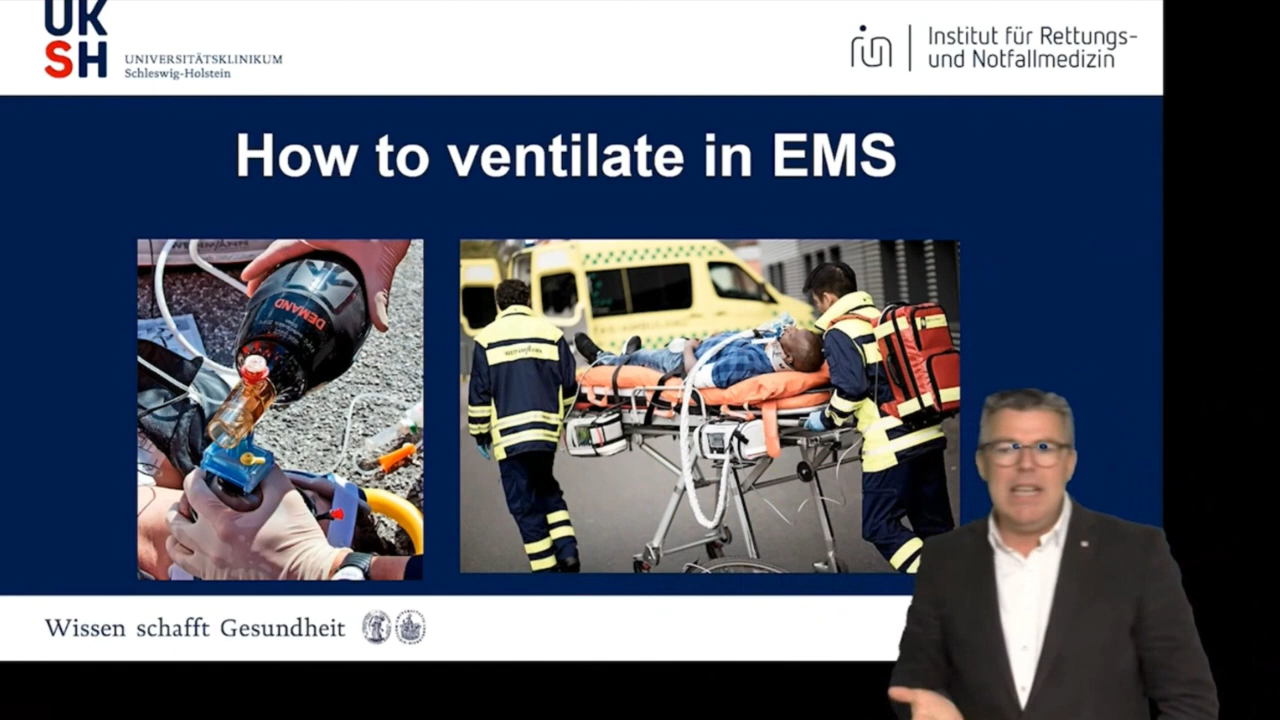 UK
SH
UNIVERSITÄTSKLINIKUM
Schleswig-Holstein
Institut für Rettungs-
und Notfallmedizin
How to ventilate in EMS
DEMAND
Wissen schafft Gesundheit